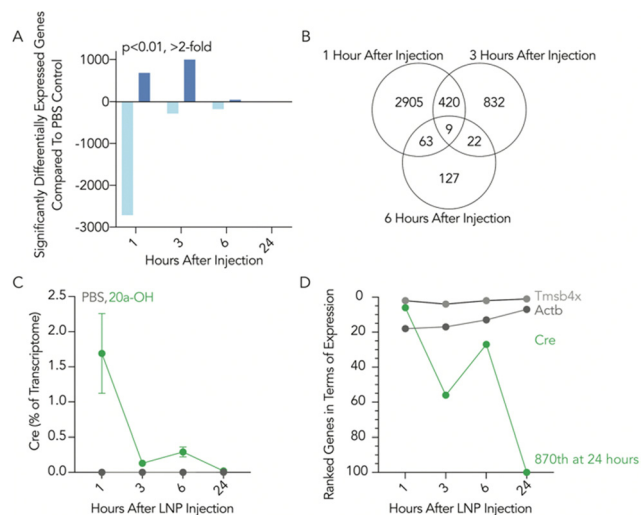 A
p<0.01, >2-fold
Significantly Differentially Expressed Genes
Compared To PBS Control
1000
0
-1000
-2000
-3000
1
3
6
24
Hours After Injection
B
1 Hour After Injection
3 Hours After Injection
2905
420
832
9
63
22
127
6 Hours After Injection
C
PBS, 20a-OH
Cre (% of Transcriptome)
2.5
2.0
1.5
1.0
0.5
0.0
1
3
6
24
Hours After LNP Injection
D
Ranked Genes in Terms of Expression
0
20
40
60
80
100
Tmsb4x
Actb
Cre
870th at 24 hours
1
3
6
24
Hours After LNP Injection